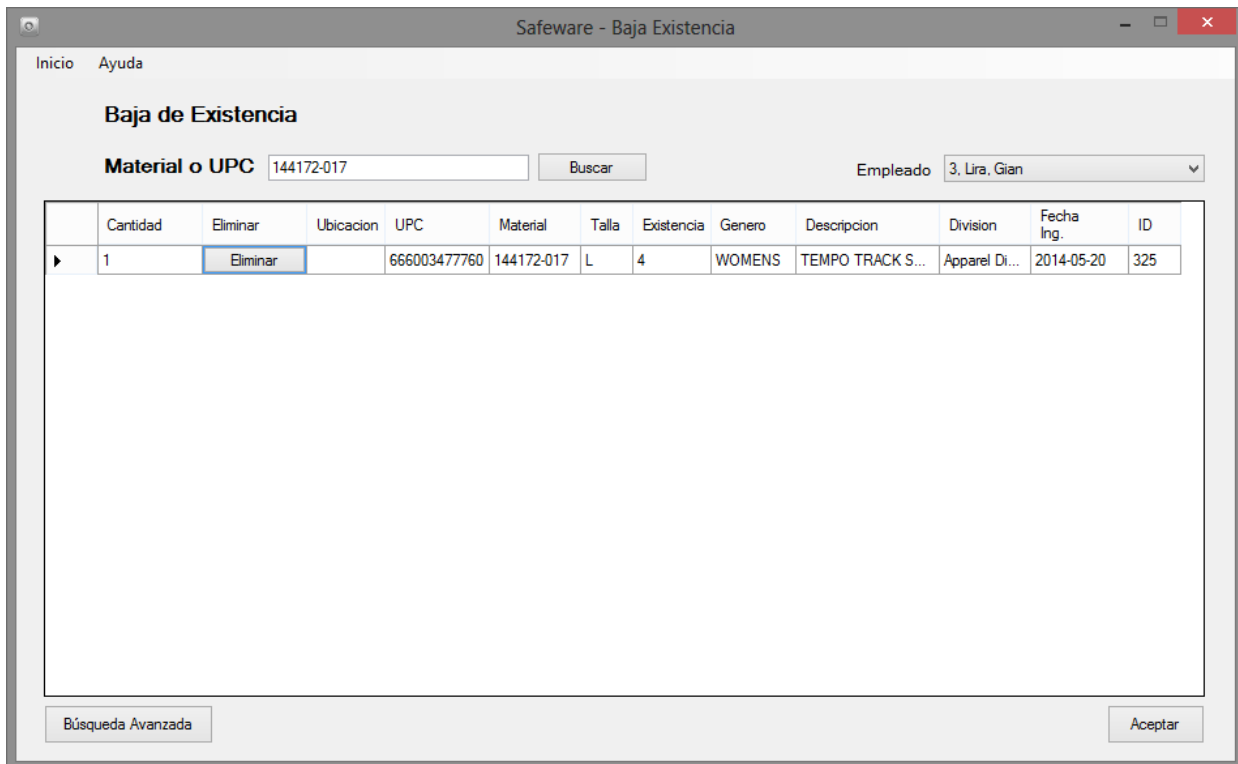 Safeware - Baja Existencia
Inicio Ayuda
Baja de Existencia
Material o UPC 144172-017 Buscar Empleado 3, Lira, Gian
Cantidad Eliminar Ubicacion UPC Material Talla Existencia Genero Descripcion Division Fecha Ing. ID
1 Eliminar 666003477760 144172-017 L 4 WOMENS TEMPO TRACK S... Apparel Di... 2014-05-20 325
Búsqueda Avanzada Aceptar